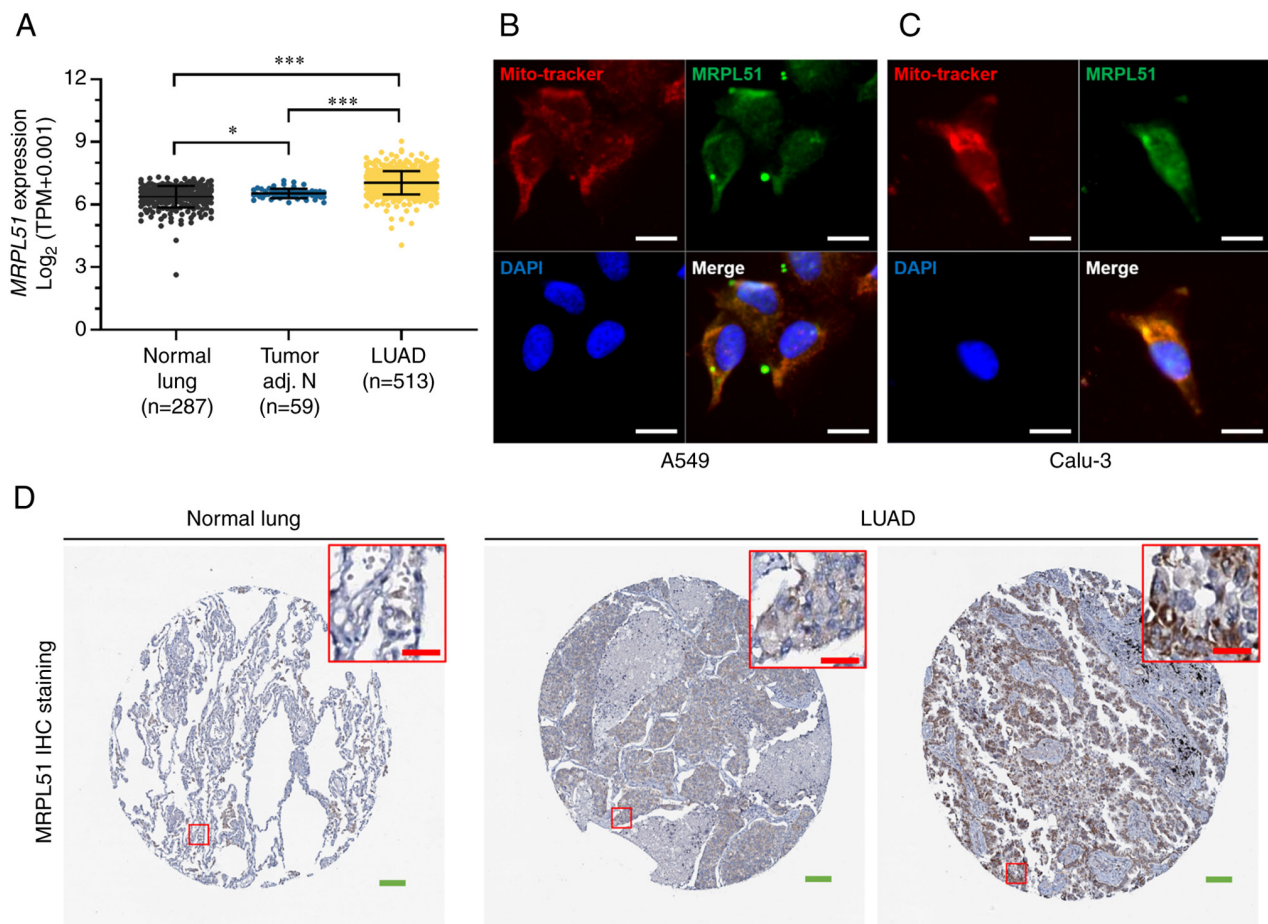 A
MRPL51 expression
Log₂ (TPM+0.001)
12
9
6
3
0
***
***
*
Normal
lung
(n=287)
Tumor
adj. N
(n=59)
LUAD
(n=513)
B
Mito-tracker
MRPL51
DAPI
Merge
A549
C
Mito-tracker
MRPL51
DAPI
Merge
Calu-3
D
Normal lung
LUAD
MRPL51 IHC staining